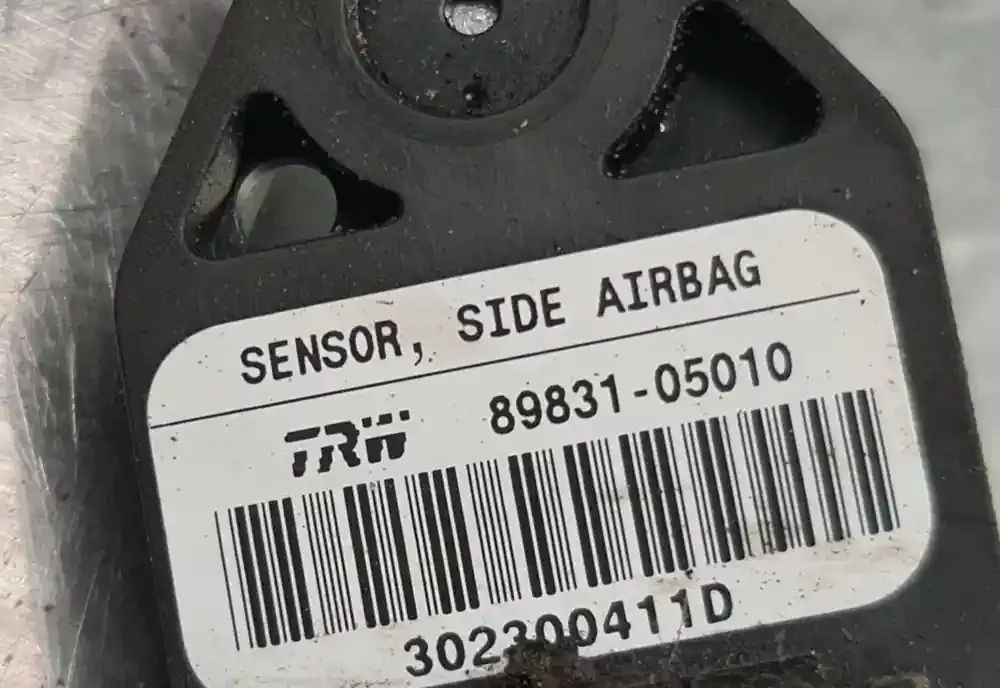 SENSOR, SIDE AIRBAG
TRW 89831-05010
302300411D